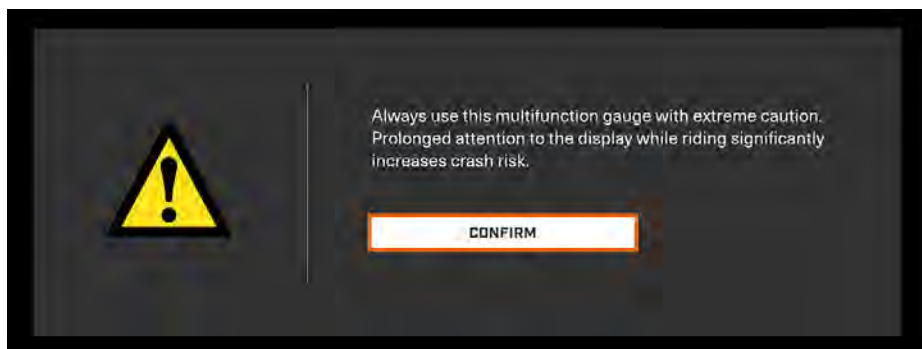 Always use this multifunction gauge with extreme caution.
Prolonged attention to the display while riding significantly
increases crash risk.
CONFIRM